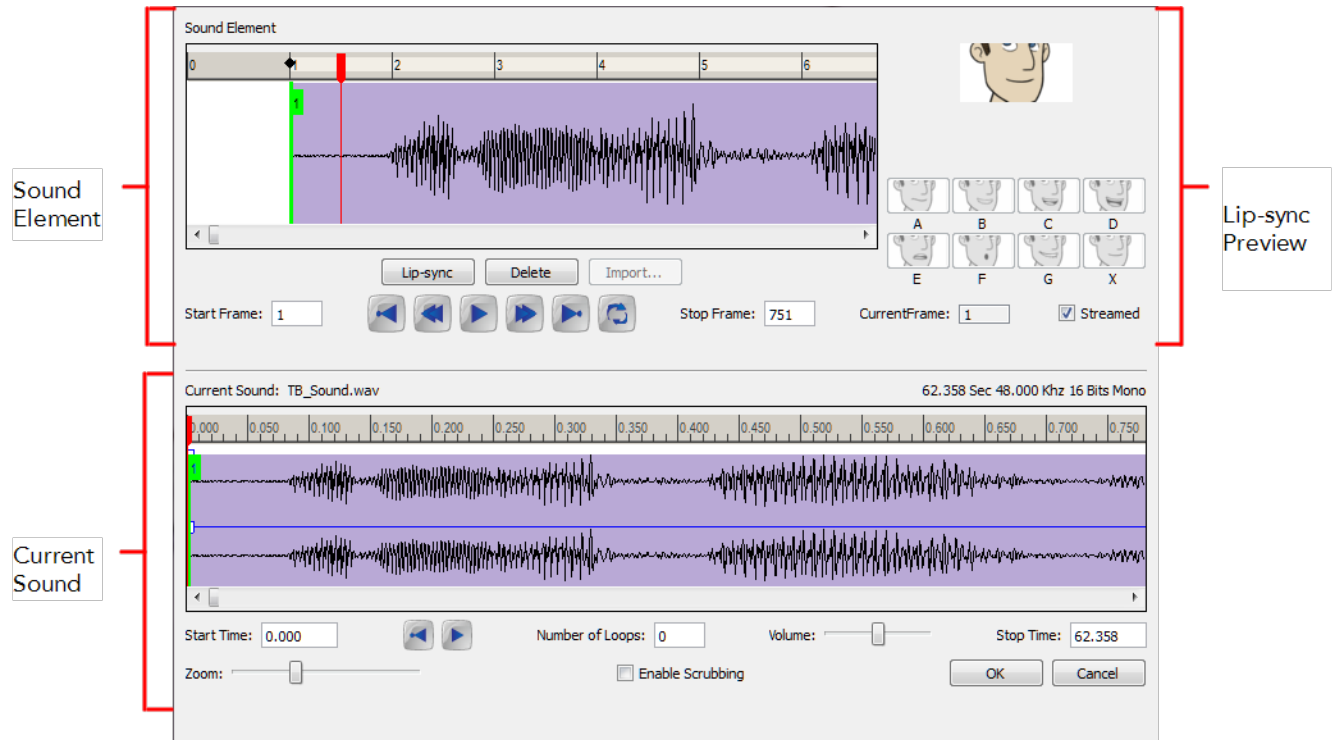 Sound Element
0 1 2 3 4 5 6
1
Sound
Element
A B C D
E F G X
Lip-sync
Preview
Lip-sync Delete Import...
Start Frame: 1 Stop Frame: 751 CurrentFrame: 1 Streamed
Current Sound: TB_Sound.wav 62.358 Sec 48.000 Khz 16 Bits Mono
0.000 0.050 0.100 0.150 0.200 0.250 0.300 0.350 0.400 0.450 0.500 0.550 0.600 0.650 0.700 0.750
1
Current
Sound
Start Time: 0.000 Number of Loops: 0 Volume: Stop Time: 62.358
Zoom: Enable Scrubbing OK Cancel